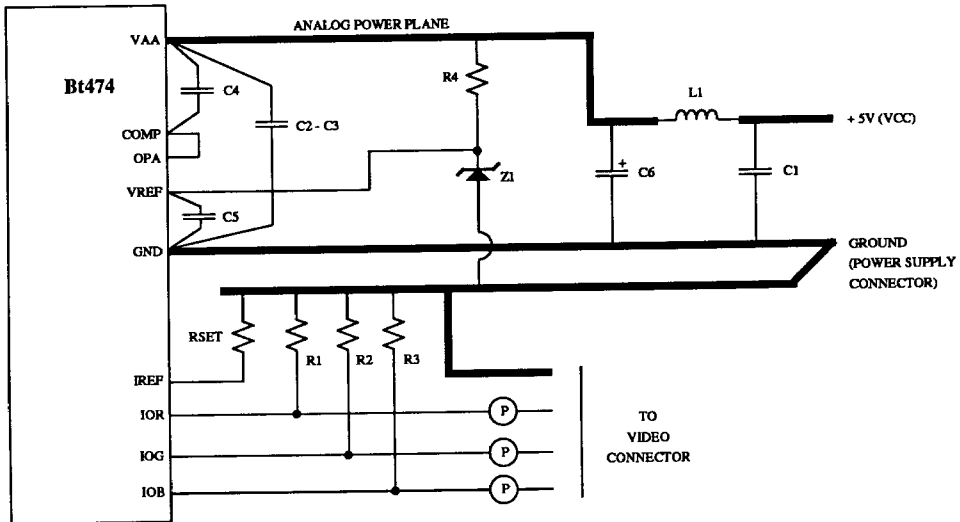 ANALOG POWER PLANE
VAA
Bt474
C4
R4
L1
C2 - C3
+ 5V (VCC)
COMP
OPA
+
C6
C1
Z1
VREF
C5
GND
GROUND
(POWER SUPPLY
CONNECTOR)
RSET
R1
R2
R3
IREF
IOR
P
TO
VIDEO
CONNECTOR
IOG
P
IOB
P